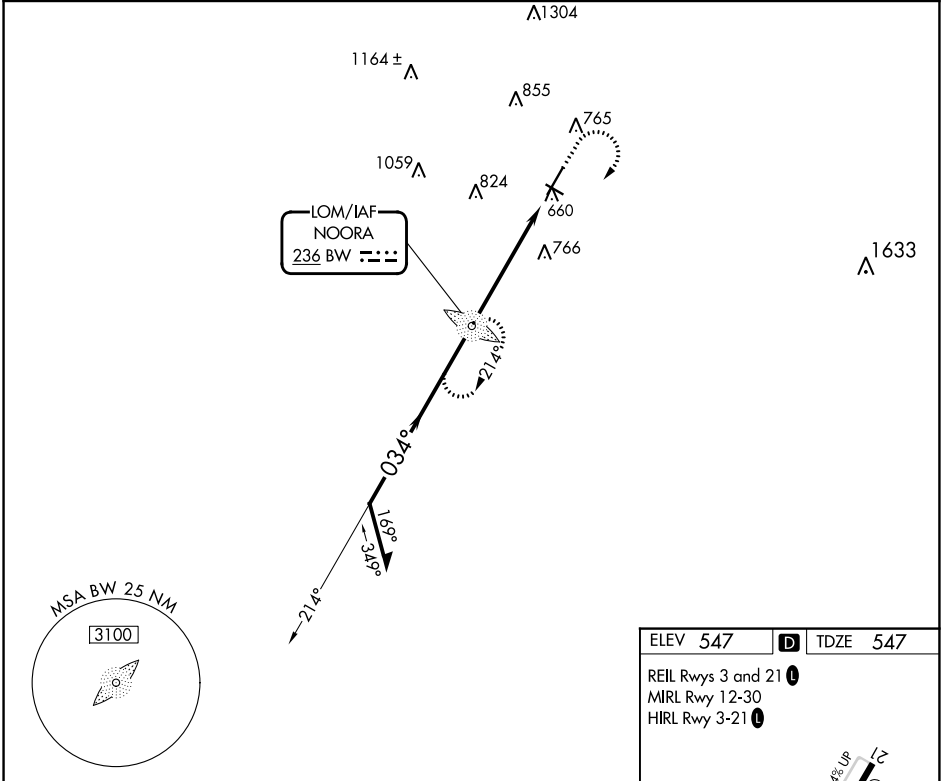 1304
1164 ±
855
765
1059
824
660
LOM/IAF
NOORA
236 BW
766
1633
214°
034°
169°
349°
214°
MSA BW 25 NM
3100
ELEV 547 D TDZE 547
REIL Rwys 3 and 21 L
MIRL Rwy 12-30
HIRL Rwy 3-21 L
21